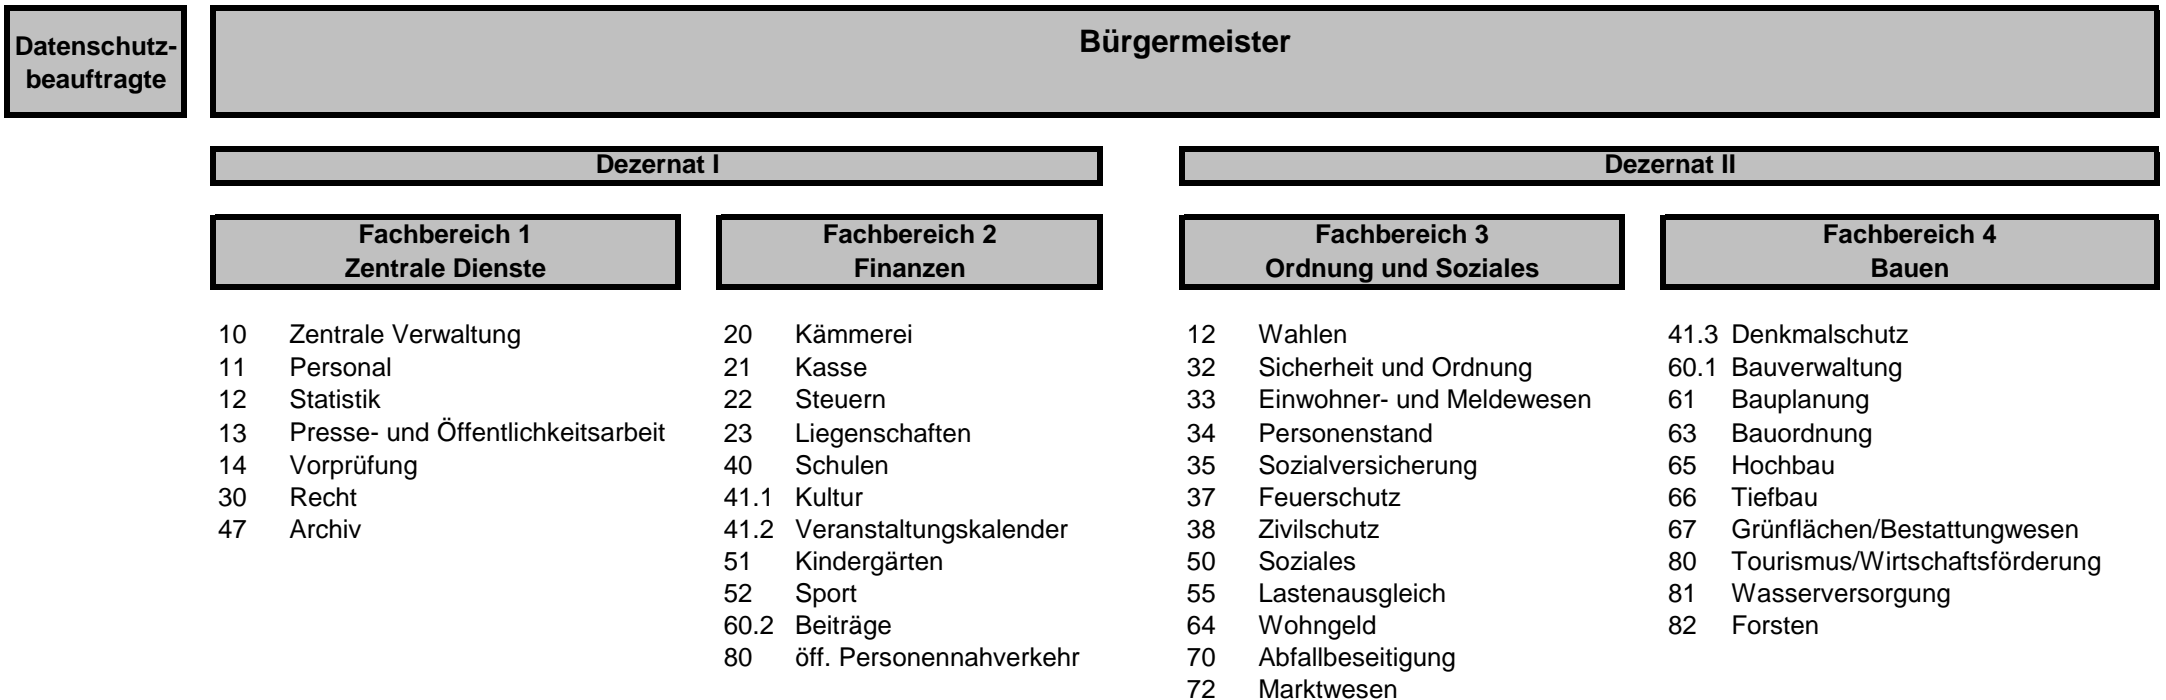 Datenschutz-
beauftragte
Bürgermeister
Dezernat I
Dezernat II
Fachbereich 1
Zentrale Dienste
Fachbereich 2
Finanzen
Fachbereich 3
Ordnung und Soziales
Fachbereich 4
Bauen
10 Zentrale Verwaltung
11 Personal
12 Statistik
13 Presse- und Öffentlichkeitsarbeit
14 Vorprüfung
30 Recht
47 Archiv
20 Kämmerei
21 Kasse
22 Steuern
23 Liegenschaften
40 Schulen
41.1 Kultur
41.2 Veranstaltungskalender
51 Kindergärten
52 Sport
60.2 Beiträge
80 öff. Personennahverkehr
12 Wahlen
32 Sicherheit und Ordnung
33 Einwohner- und Meldewesen
34 Personenstand
35 Sozialversicherung
37 Feuerschutz
38 Zivilschutz
50 Soziales
55 Lastenausgleich
64 Wohngeld
70 Abfallbeseitigung
72 Marktwesen
41.3 Denkmalschutz
60.1 Bauverwaltung
61 Bauplanung
63 Bauordnung
65 Hochbau
66 Tiefbau
67 Grünflächen/Bestattungwesen
80 Tourismus/Wirtschaftsförderung
81 Wasserversorgung
82 Forsten